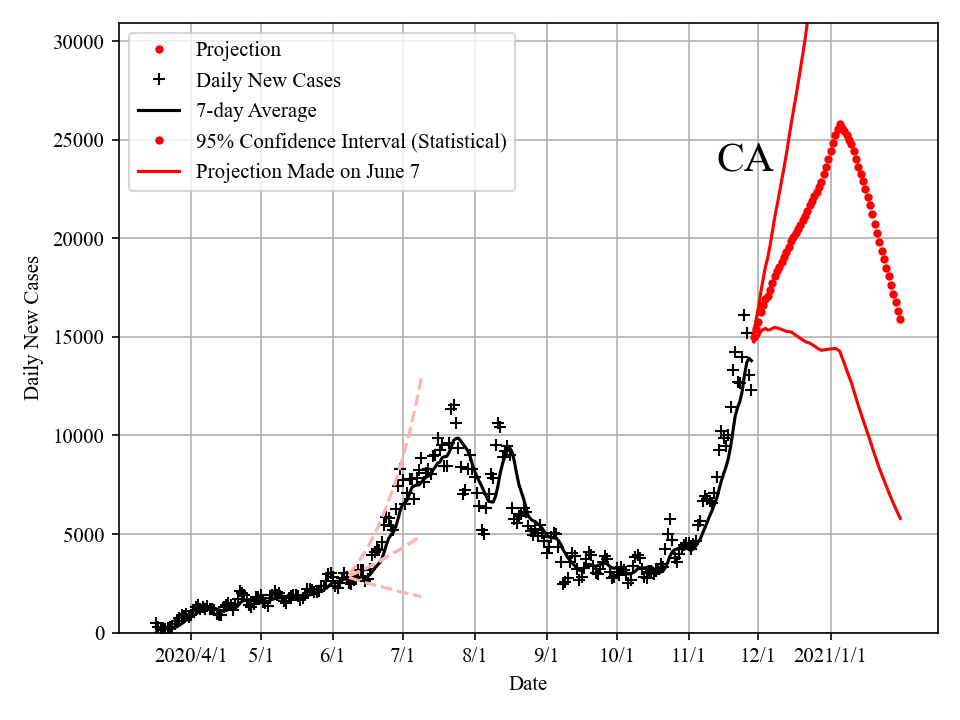 30000
25000
20000
15000
10000
5000
0
Daily New Cases
Projection
Daily New Cases
7-day Average
95% Confidence Interval (Statistical)
Projection Made on June 7
CA
2020/4/1 5/1 6/1 7/1 8/1 9/1 10/1 11/1 12/1 2021/1/1
Date